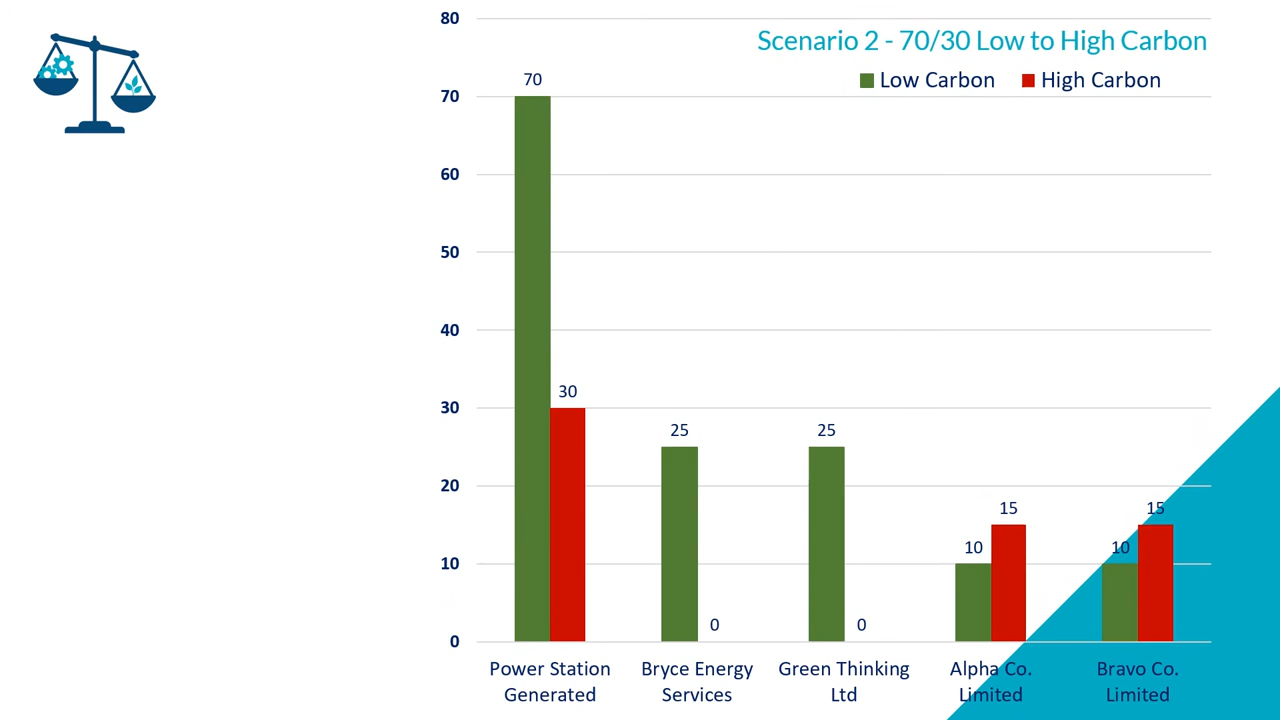 Scenario 2 - 70/30 Low to High Carbon
Low Carbon High Carbon
80
70
60
50
40
30
20
10
0
70
30
25
0
25
0
10
15
10
15
Power Station
Generated
Bryce Energy
Services
Green Thinking
Ltd
Alpha Co.
Limited
Bravo Co.
Limited